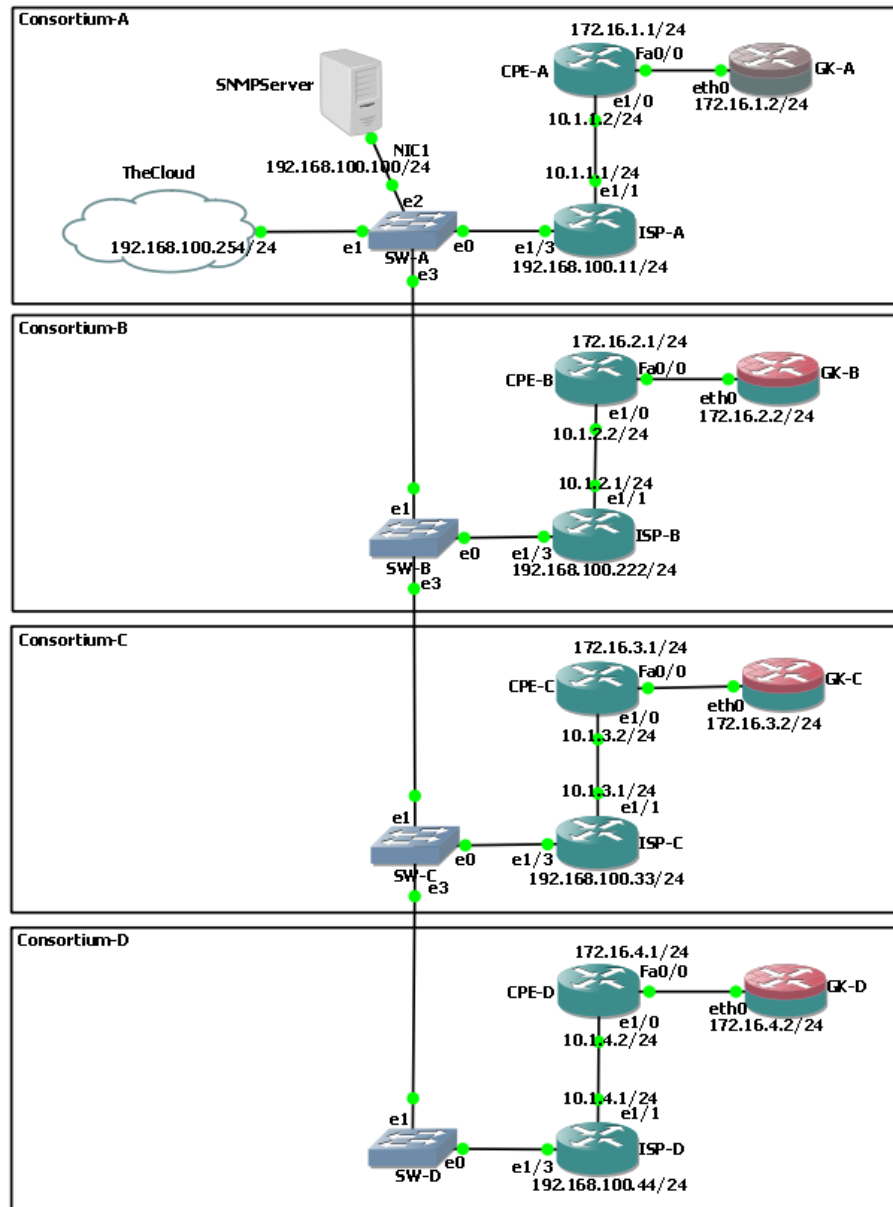 Consortium-A
172.16.1.1/24
Fa0/0
CPE-A
GK-A
eth0
172.16.1.2/24
e1/0
10.1.1.2/24
SNMPServer
NIC1
192.168.100.100/24
TheCloud
192.168.100.254/24
e2
e1
SW-A
e0
e3
10.1.1.1/24
e1/1
ISP-A
e1/3
192.168.100.11/24
Consortium-B
172.16.2.1/24
Fa0/0
CPE-B
GK-B
eth0
172.16.2.2/24
e1/0
10.1.2.2/24
10.1.2.1/24
e1/1
e1
ISP-B
SW-B
e0
e1/3
192.168.100.222/24
e3
Consortium-C
172.16.3.1/24
Fa0/0
CPE-C
GK-C
eth0
172.16.3.2/24
e1/0
10.1.3.2/24
10.1.3.1/24
e1/1
e1
ISP-C
SW-C
e0
e1/3
192.168.100.33/24
e3
Consortium-D
172.16.4.1/24
Fa0/0
CPE-D
GK-D
eth0
172.16.4.2/24
e1/0
10.1.4.2/24
10.1.4.1/24
e1/1
e1
ISP-D
SW-D
e0
e1/3
192.168.100.44/24